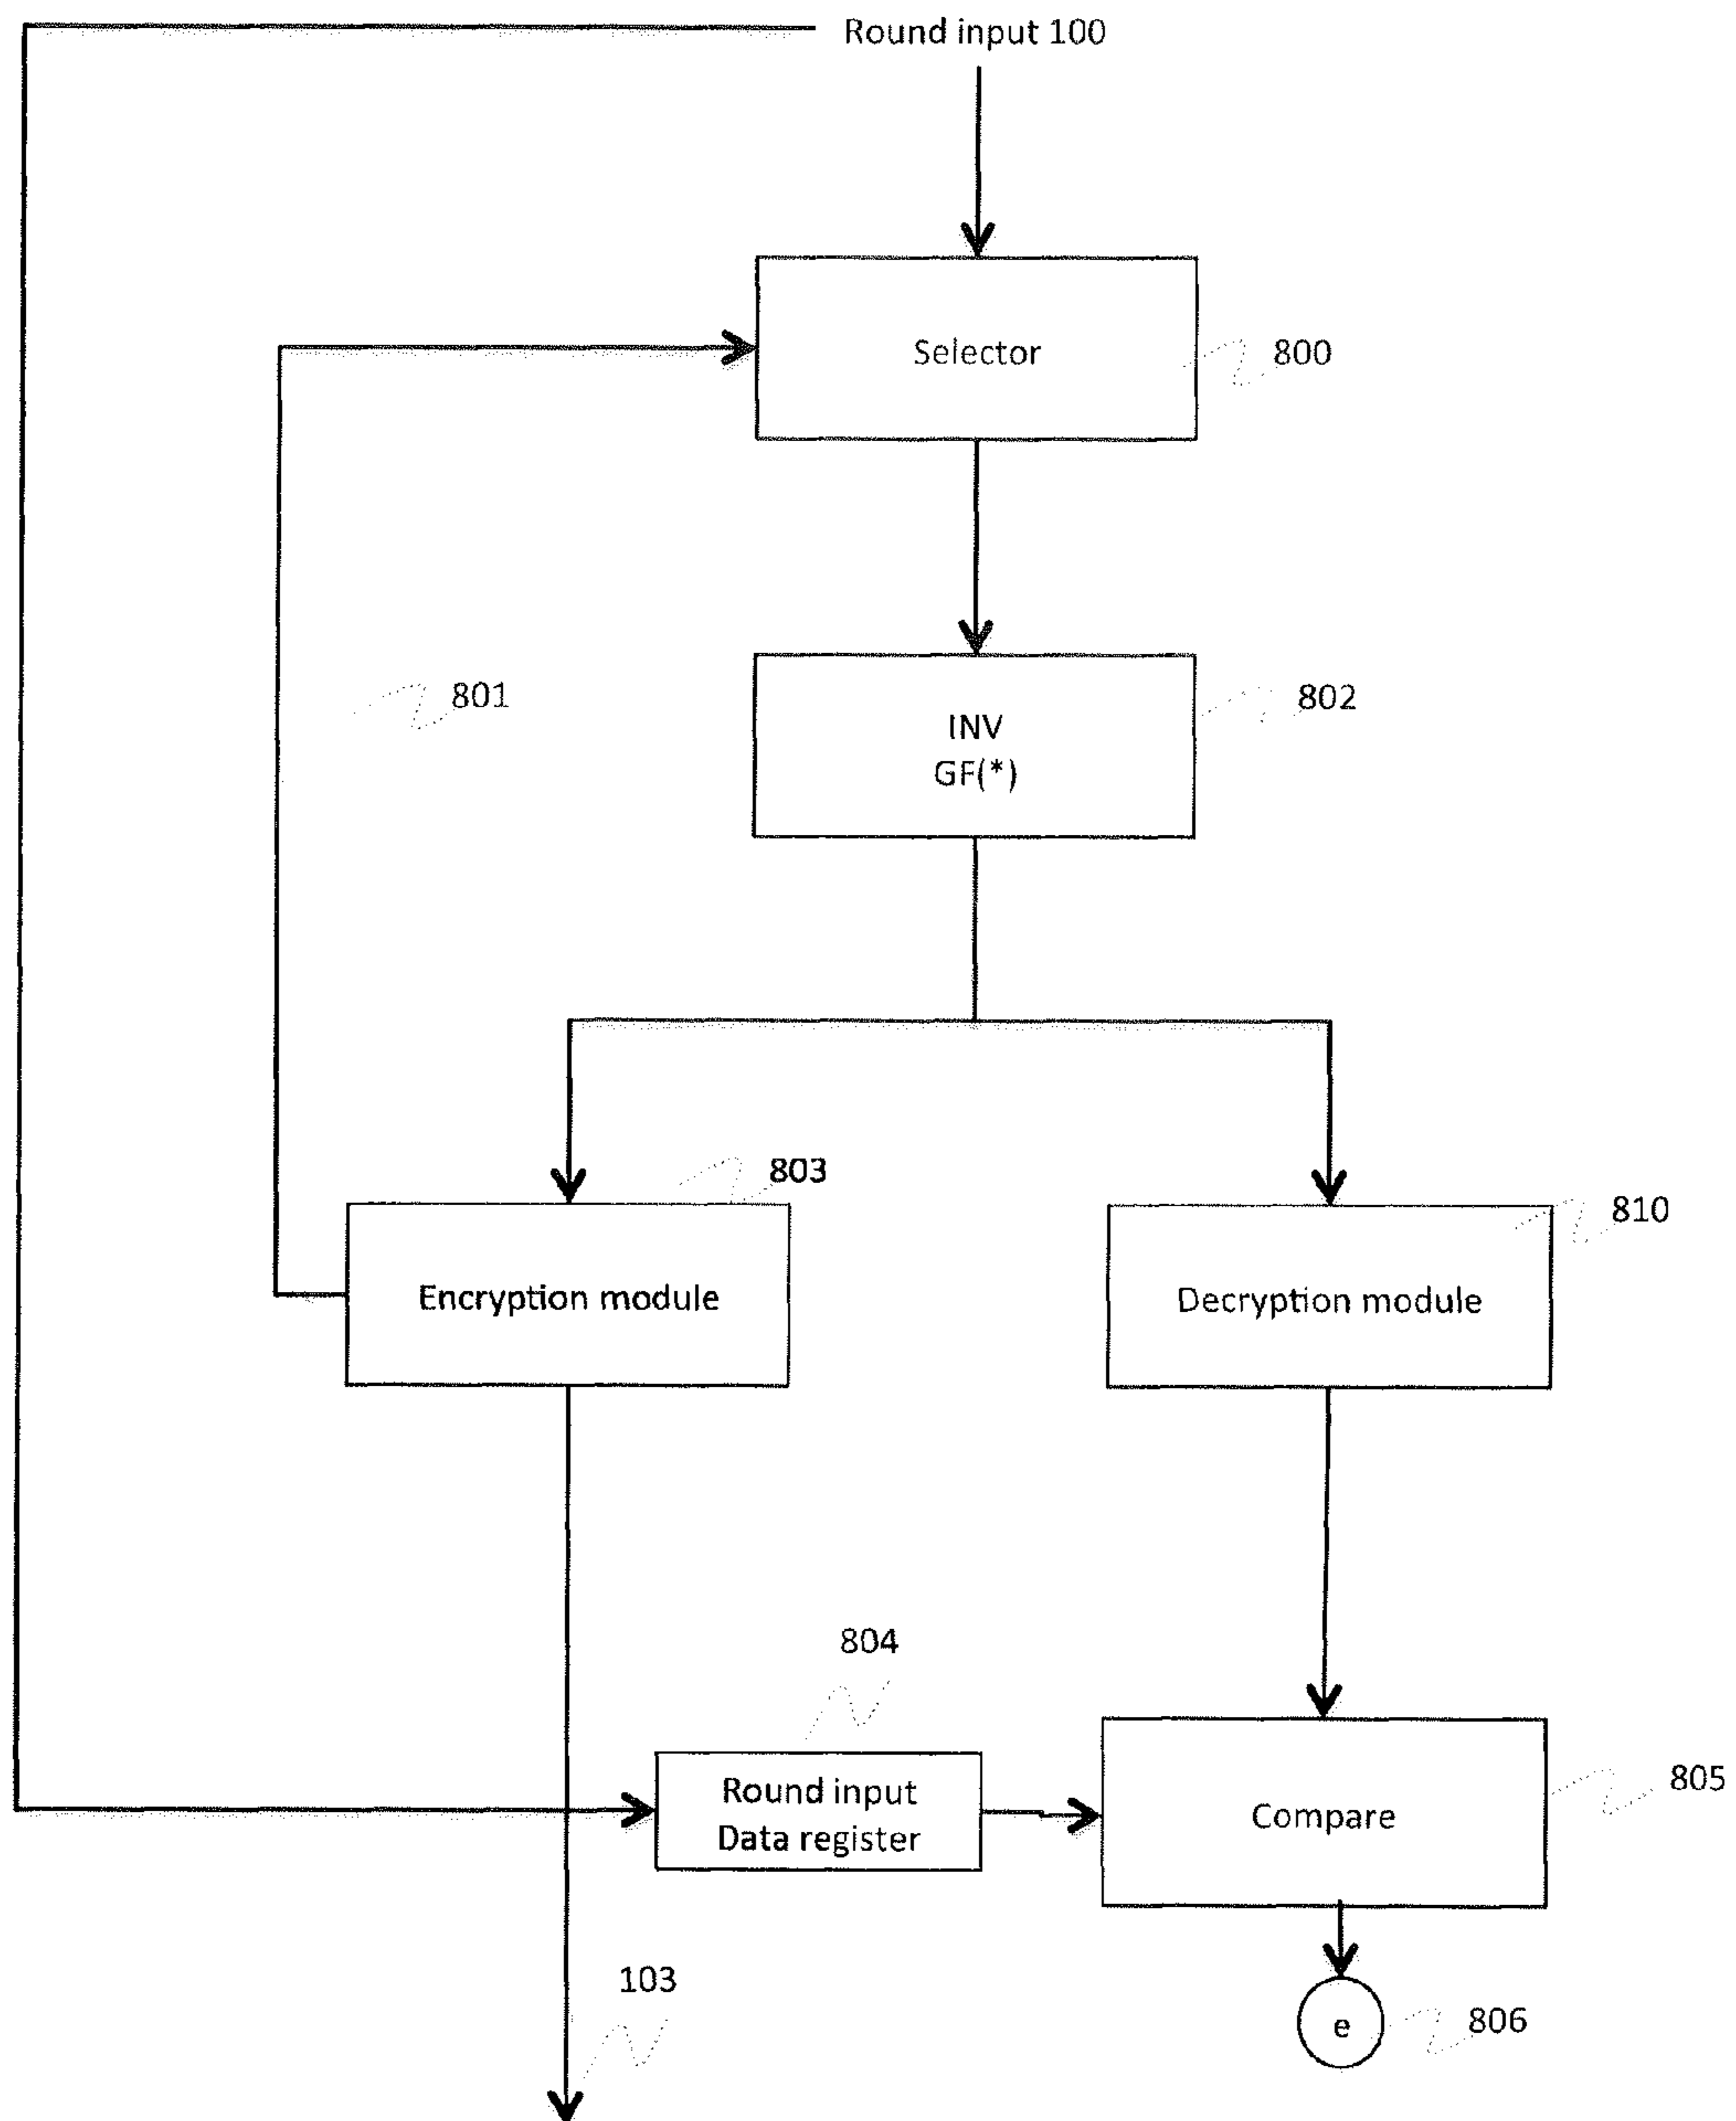 Round input 100
Selector
800
801
INV
GF(*)
802
803
810
Encryption module
Decryption module
804
Round input
Data register
Compare
805
103
e
806